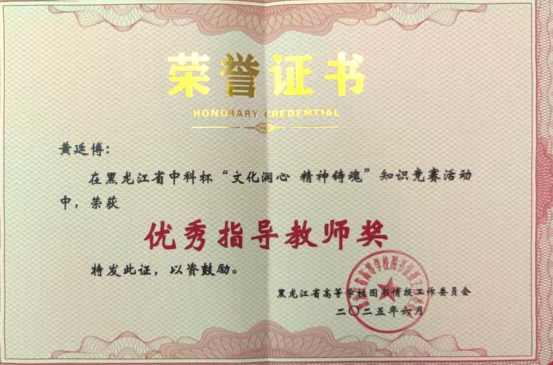 荣誉证书
HONORARY CREDENTIAL
黄廷博：
在黑龙江省中科杯“文化润心 精神铸魂”知识竞赛活动
中，荣获
优秀指导教师奖
特发此证，以资鼓励。
黑龙江省高等学校图书情报工作委员会
二〇二五年六月